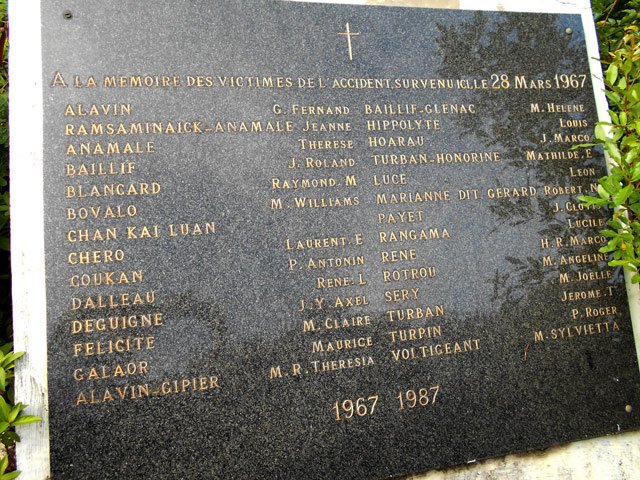 A LA MEMOIRE DES VICTIMES DE L'ACCIDENT, SURVENU ICI, LE 28 MARS 1967
ALAVIN G. FERNAND BAILLIF-GLENAC M. HELENE
RAMSAMINAICK-ANAMALE JEANNE HIPPOLYTE LOUIS
ANAMALE THERESE HOARAU J. MARCO
BAILLIF J. ROLAND TURBAN-HONORINE MATHILDE. E
BLANCARD RAYMOND. M LUCE LEON
BOVALO M. WILLIAMS MARIANNE DIT GERARD ROBERT. N
CHAN KAI LUAN PAYET J.
CHERO LAURENT. E RANGAMA LUCILE
COUKAN P. ANTONIN RENE H.R. MARCO
DALLEAU RENE. L ROTROU M. ANGELINE
DEGUIGNE J.Y. AXEL SERY M. JOËLLE
FELICITE M. CLAIRE TURBAN JEROME. T
GALAOR MAURICE TURPIN P. ROGER
ALAVIN-GIPIER M.R. THERESIA VOLTIGEANT M. SYLVIETTA
1967 1987